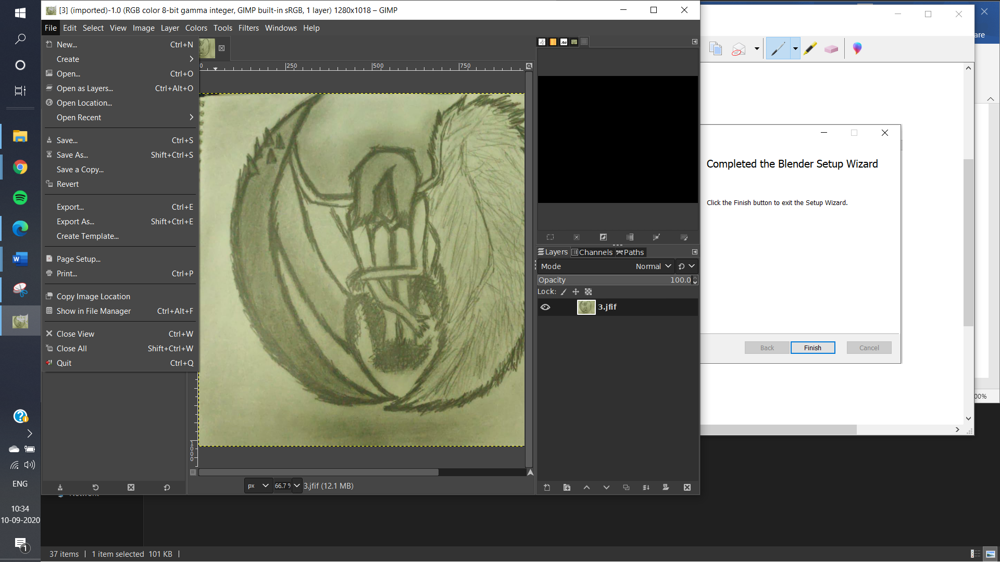 [3] (imported)-1.0 (RGB color 8-bit gamma integer, GIMP built-in sRGB, 1 layer) 1280x1018 – GIMP
File Edit Select View Image Layer Colors Tools Filters Windows Help
New... Ctrl+N
Create
Open... Ctrl+O
Open as Layers... Ctrl+Alt+O
Open Location...
Open Recent
Save... Ctrl+S
Save As... Shift+Ctrl+S
Save a Copy...
Revert
Export... Ctrl+E
Export As... Shift+Ctrl+E
Create Template...
Page Setup...
Print... Ctrl+P
Copy Image Location
Show in File Manager Ctrl+Alt+F
Close View Ctrl+W
Close All Shift+Ctrl+W
Quit Ctrl+Q
0 250 500 750
1000
px 66.7 % 3.jfif (12.1 MB)
Aa
Layers Channels Paths
Mode Normal
Opacity 100.0
Lock:
3.jfif
are
Completed the Blender Setup Wizard
Click the Finish button to exit the Setup Wizard.
Back Finish Cancel
00%
W
ENG
10:34
10-09-2020
1
Network
37 items 1 item selected 101 KB